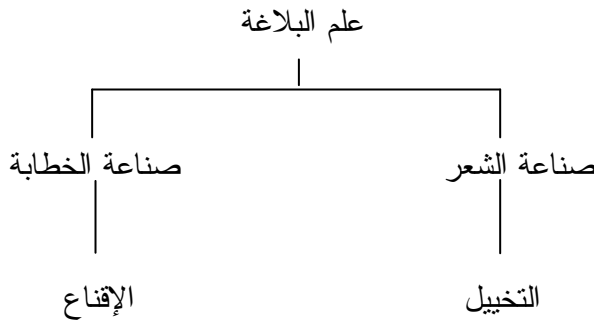 علم البلاغة
صناعة الشعر
صناعة الخطابة
التخييل
الإقناع